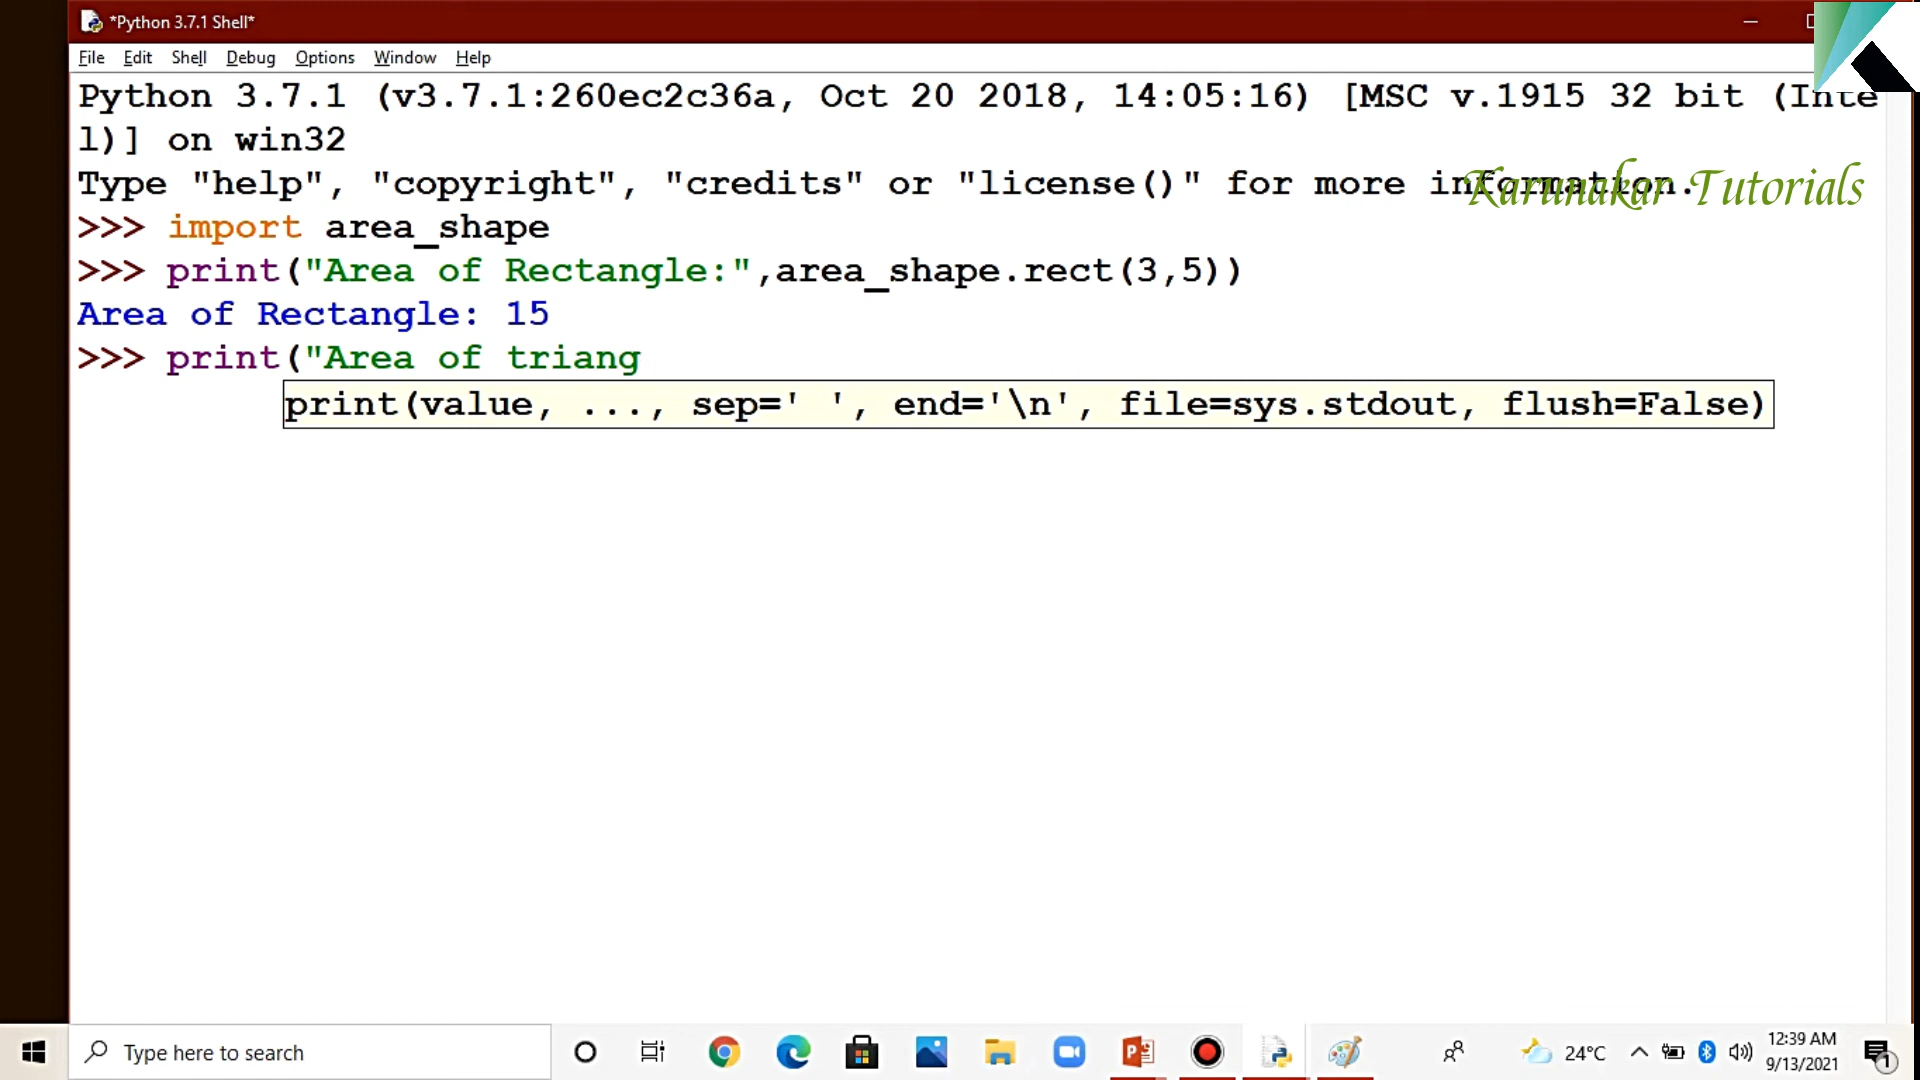 *Python 3.7.1 Shell*
File Edit Shell Debug Options Window Help
Python 3.7.1 (v3.7.1:260ec2c36a, Oct 20 2018, 14:05:16) [MSC v.1915 32 bit (Inte
l)] on win32
Type "help", "copyright", "credits" or "license()" for more information.
Karunakar Tutorials
>>> import area_shape
>>> print("Area of Rectangle:",area_shape.rect(3,5))
Area of Rectangle: 15
>>> print("Area of triang
print(value, ..., sep=' ', end='\n', file=sys.stdout, flush=False)
Type here to search
24°C
12:39 AM
9/13/2021
1